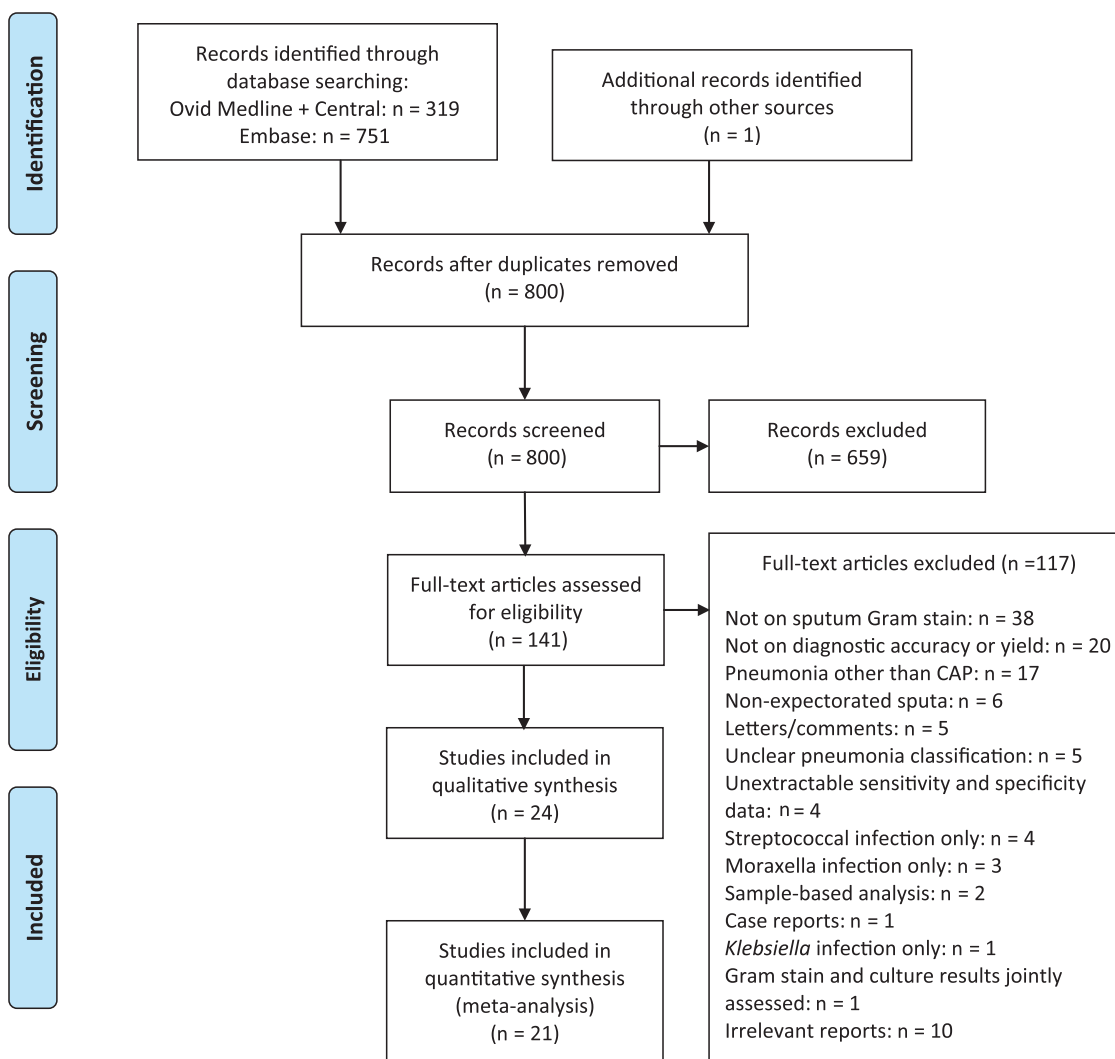 Identification
Records identified through
database searching:
Ovid Medline + Central: n = 319
Embase: n = 751
Additional records identified
through other sources
(n = 1)
Records after duplicates removed
(n = 800)
Screening
Records screened
(n = 800)
Records excluded
(n = 659)
Eligibility
Full-text articles assessed
for eligibility
(n = 141)
Full-text articles excluded (n =117)
Not on sputum Gram stain: n = 38
Not on diagnostic accuracy or yield: n = 20
Pneumonia other than CAP: n = 17
Non-expectorated sputa: n = 6
Letters/comments: n = 5
Unclear pneumonia classification: n = 5
Unextractable sensitivity and specificity
data: n = 4
Streptococcal infection only: n = 4
Moraxella infection only: n = 3
Sample-based analysis: n = 2
Case reports: n = 1
Klebsiella infection only: n = 1
Gram stain and culture results jointly
assessed: n = 1
Irrelevant reports: n = 10
Studies included in
qualitative synthesis
(n = 24)
Included
Studies included in
quantitative synthesis
(meta-analysis)
(n = 21)